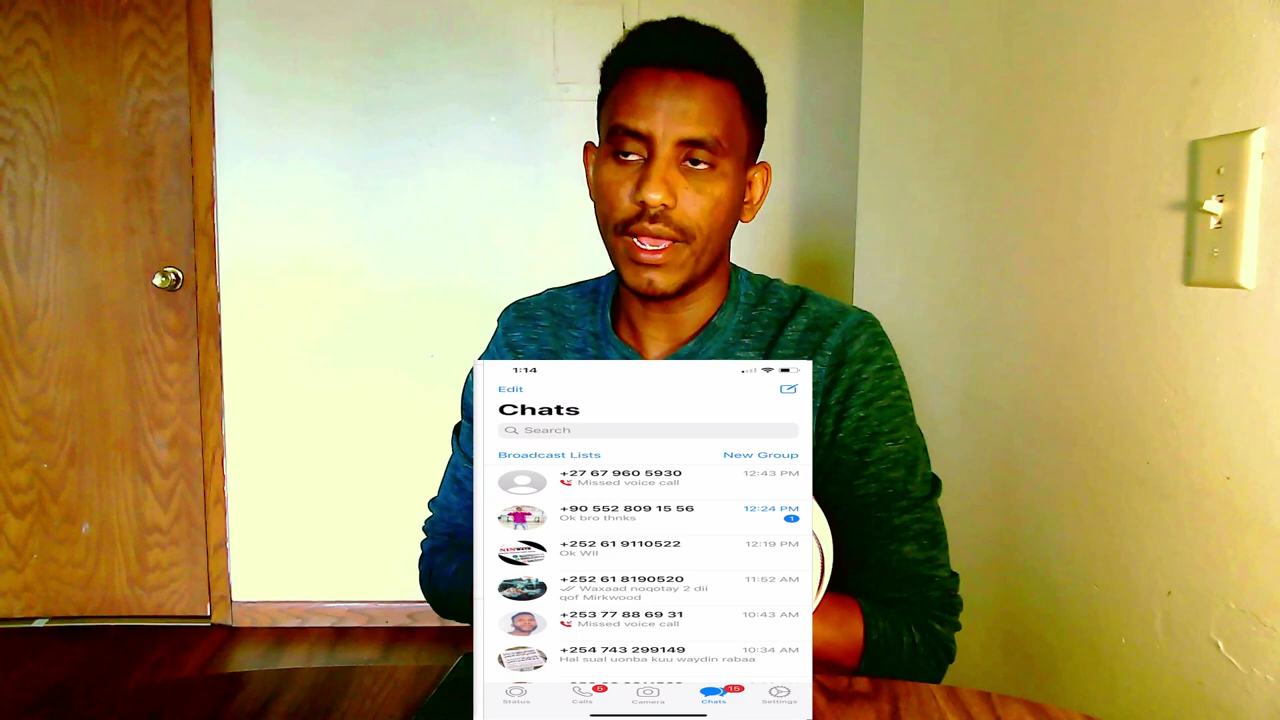 1:14
Edit
Chats
Search
Broadcast Lists New Group
+27 67 960 5930 12:43 PM
Missed voice call
+90 552 809 15 56 12:24 PM
Ok bro thnks 1
+252 61 9110522 12:19 PM
Ok Wll
+252 61 8190520 11:52 AM
Waxaad noqotay 2 dii
qof Mirkwood
+253 77 88 69 31 10:43 AM
Missed voice call
+254 743 299149 10:34 AM
Hal sual uonba kuu waydin rabaa
5 15
Status Calls Camera Chats Settings